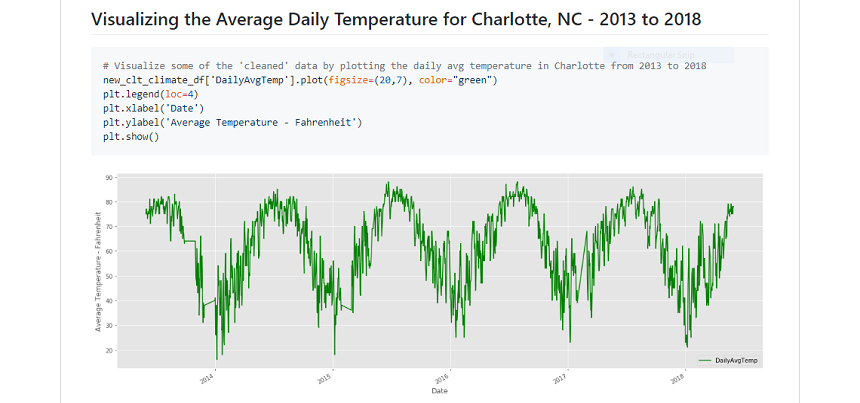 Visualizing the Average Daily Temperature for Charlotte, NC - 2013 to 2018
Rectangular Snip
# Visualize some of the 'cleaned' data by plotting the daily avg temperature in Charlotte from 2013 to 2018
new_clt_climate_df['DailyAvgTemp'].plot(figsize=(20,7), color="green")
plt.legend(loc=4)
plt.xlabel('Date')
plt.ylabel('Average Temperature - Fahrenheit')
plt.show()
90
80
70
60
50
40
30
20
Average Temperature - Fahrenheit
DailyAvgTemp
2014
2015
2016
2017
2018
Date